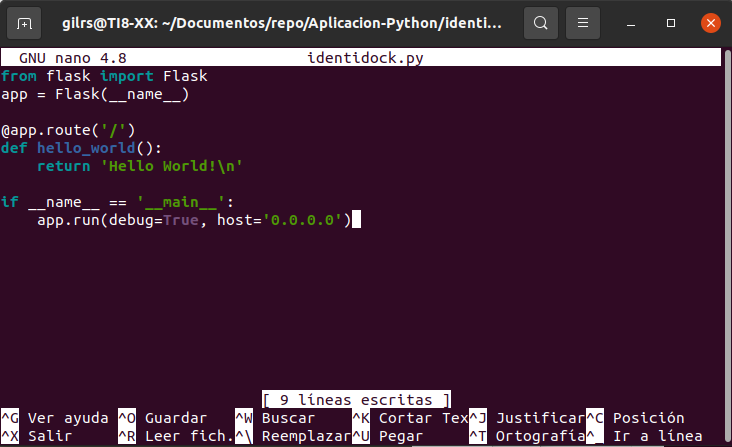 gilrs@TI8-XX: ~/Documentos/repo/Aplicacion-Python/identi...
GNU nano 4.8 identidock.py
from flask import Flask
app = Flask(__name__)
@app.route('/')
def hello_world():
    return 'Hello World!\n'
if __name__ == '__main__':
    app.run(debug=True, host='0.0.0.0')
[ 9 líneas escritas ]
^G Ver ayuda ^O Guardar ^W Buscar ^K Cortar Tex^J Justificar^C Posición
^X Salir ^R Leer fich.^\ Reemplazar^U Pegar ^T Ortografía^_ Ir a línea